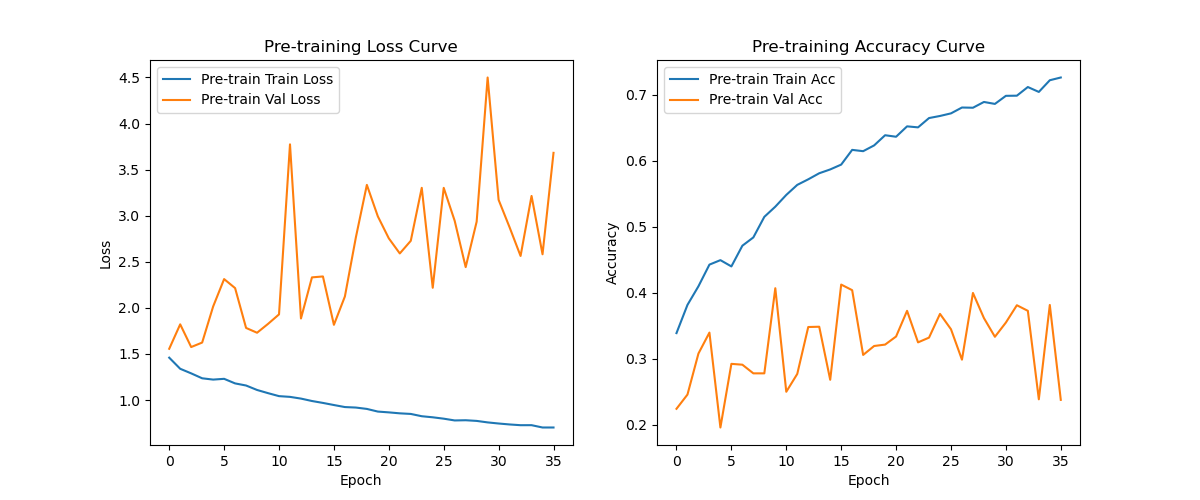 Pre-training Loss Curve
Pre-train Train Loss
Pre-train Val Loss
4.5
4.0
3.5
3.0
2.5
2.0
1.5
1.0
Loss
0 5 10 15 20 25 30 35
Epoch
Pre-training Accuracy Curve
Pre-train Train Acc
Pre-train Val Acc
0.7
0.6
0.5
0.4
0.3
0.2
Accuracy
0 5 10 15 20 25 30 35
Epoch